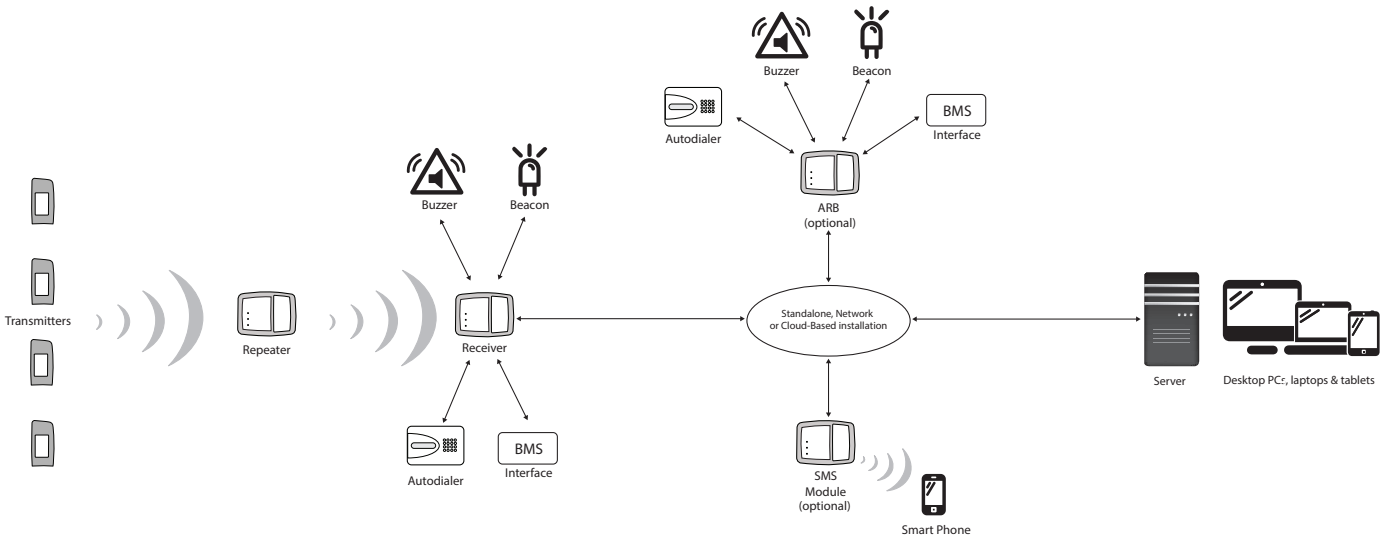 Buzzer
Beacon
Autodialer
BMS
Interface
ARB
(optional)
Buzzer
Beacon
Transmitters
Repeater
Receiver
Standalone, Network
or Cloud-Based installation
Server
Desktop PCs, laptops & tablets
Autodialer
BMS
Interface
SMS
Module
(optional)
Smart Phone